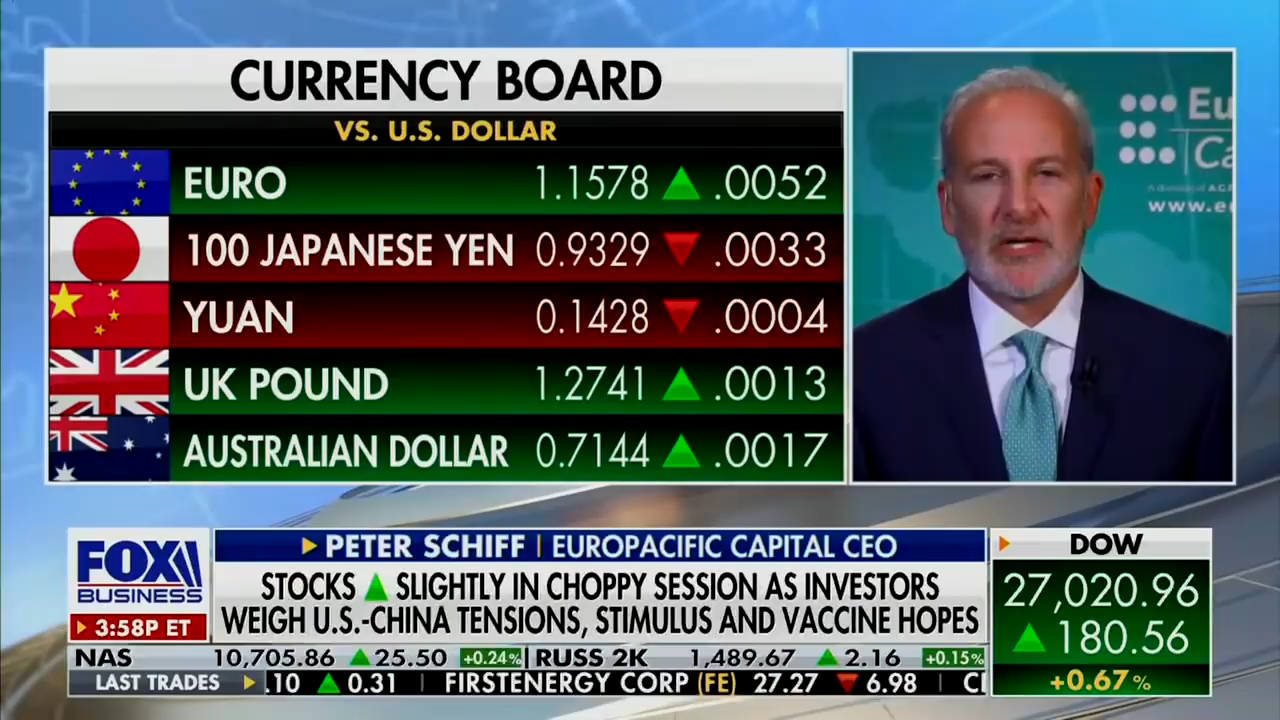 CURRENCY BOARD
VS. U.S. DOLLAR
EURO 1.1578 ▲ .0052
100 JAPANESE YEN 0.9329 ▼ .0033
YUAN 0.1428 ▼ .0004
UK POUND 1.2741 ▲ .0013
AUSTRALIAN DOLLAR 0.7144 ▲ .0017
Eu
Ca
www.eu
FOX
BUSINESS
3:58P ET
PETER SCHIFF | EUROPACIFIC CAPITAL CEO
STOCKS ▲ SLIGHTLY IN CHOPPY SESSION AS INVESTORS
WEIGH U.S.-CHINA TENSIONS, STIMULUS AND VACCINE HOPES
DOW
27,020.96
▲ 180.56
+0.67%
NAS 10,705.86 ▲ 25.50 +0.24% RUSS 2K 1,489.67 ▲ 2.16 +0.15%
LAST TRADES .10 ▲ 0.31 | FIRSTENERGY CORP (FE) 27.27 ▼ 6.98 |